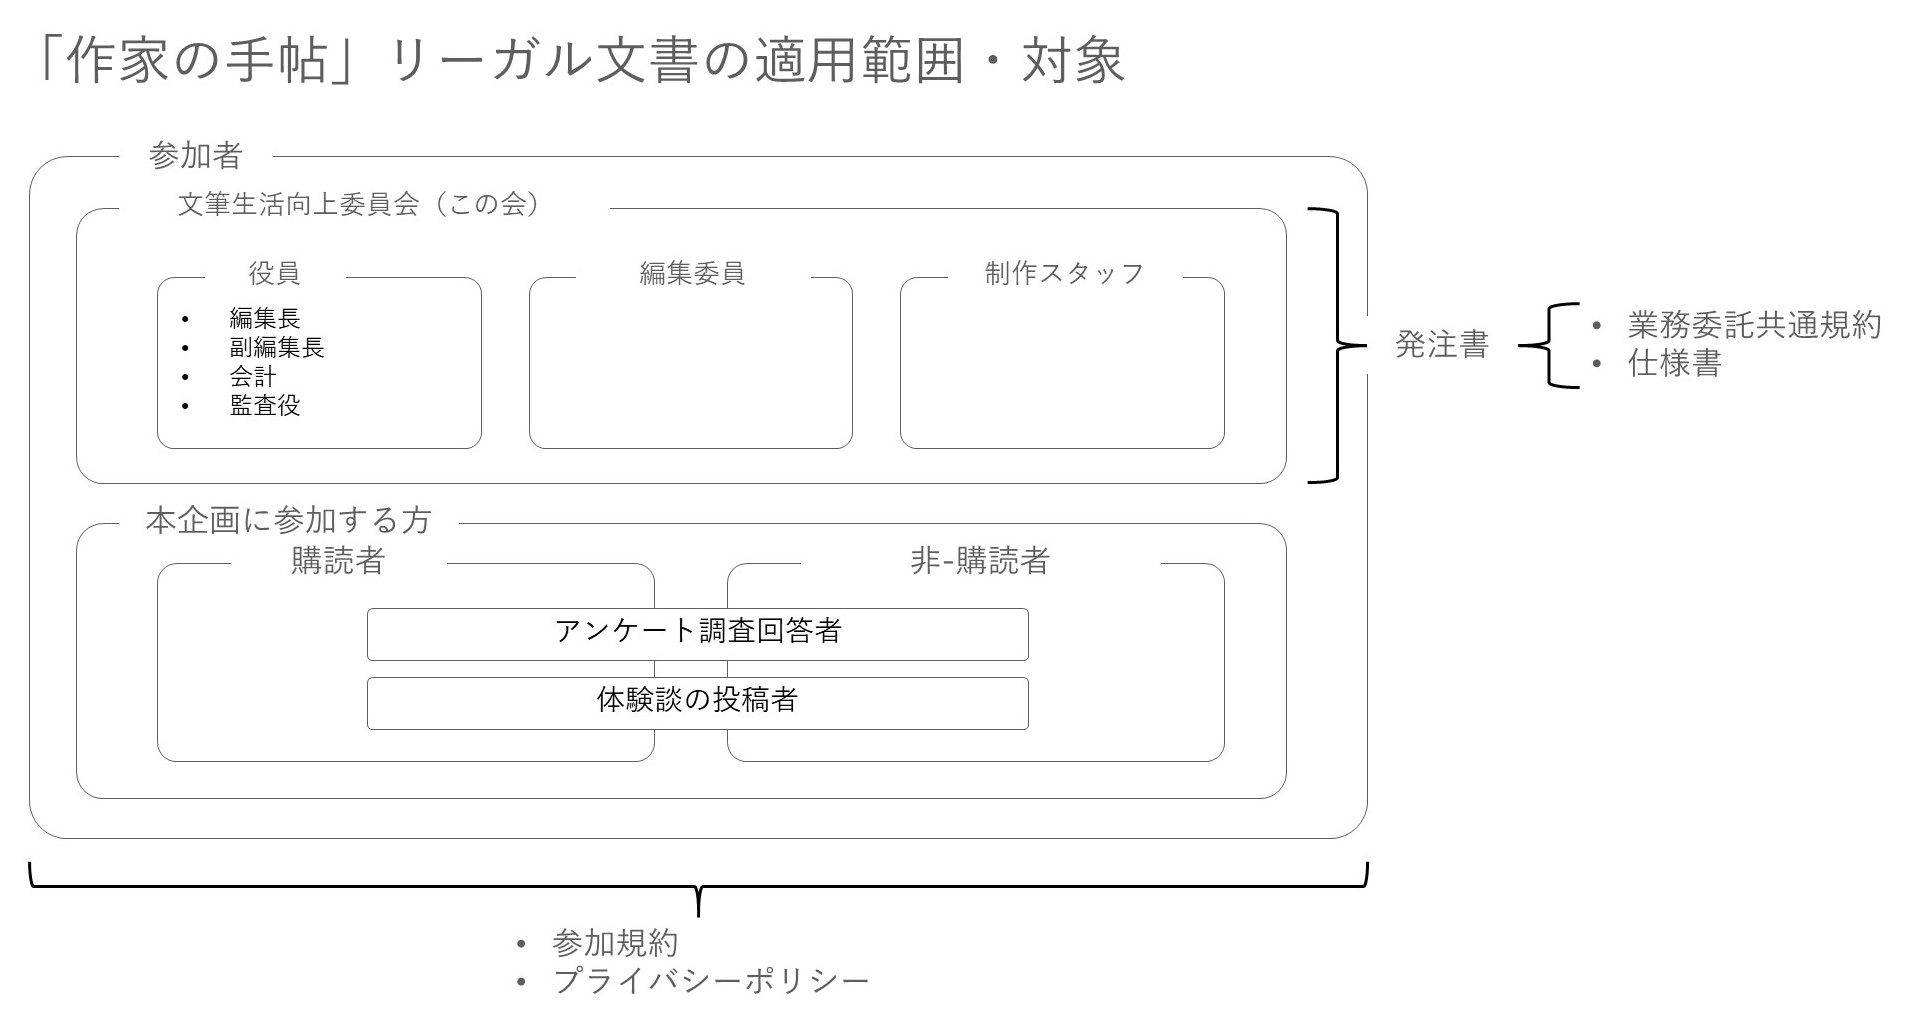 「作家の手帖」リーガル文書の適用範囲・対象
参加者
文筆生活向上委員会（この会）
役員
• 編集長
• 副編集長
• 会計
• 監査役
編集委員
制作スタッフ
発注書
• 業務委託共通規約
• 仕様書
本企画に参加する方
購読者
非-購読者
アンケート調査回答者
体験談の投稿者
• 参加規約
• プライバシーポリシー